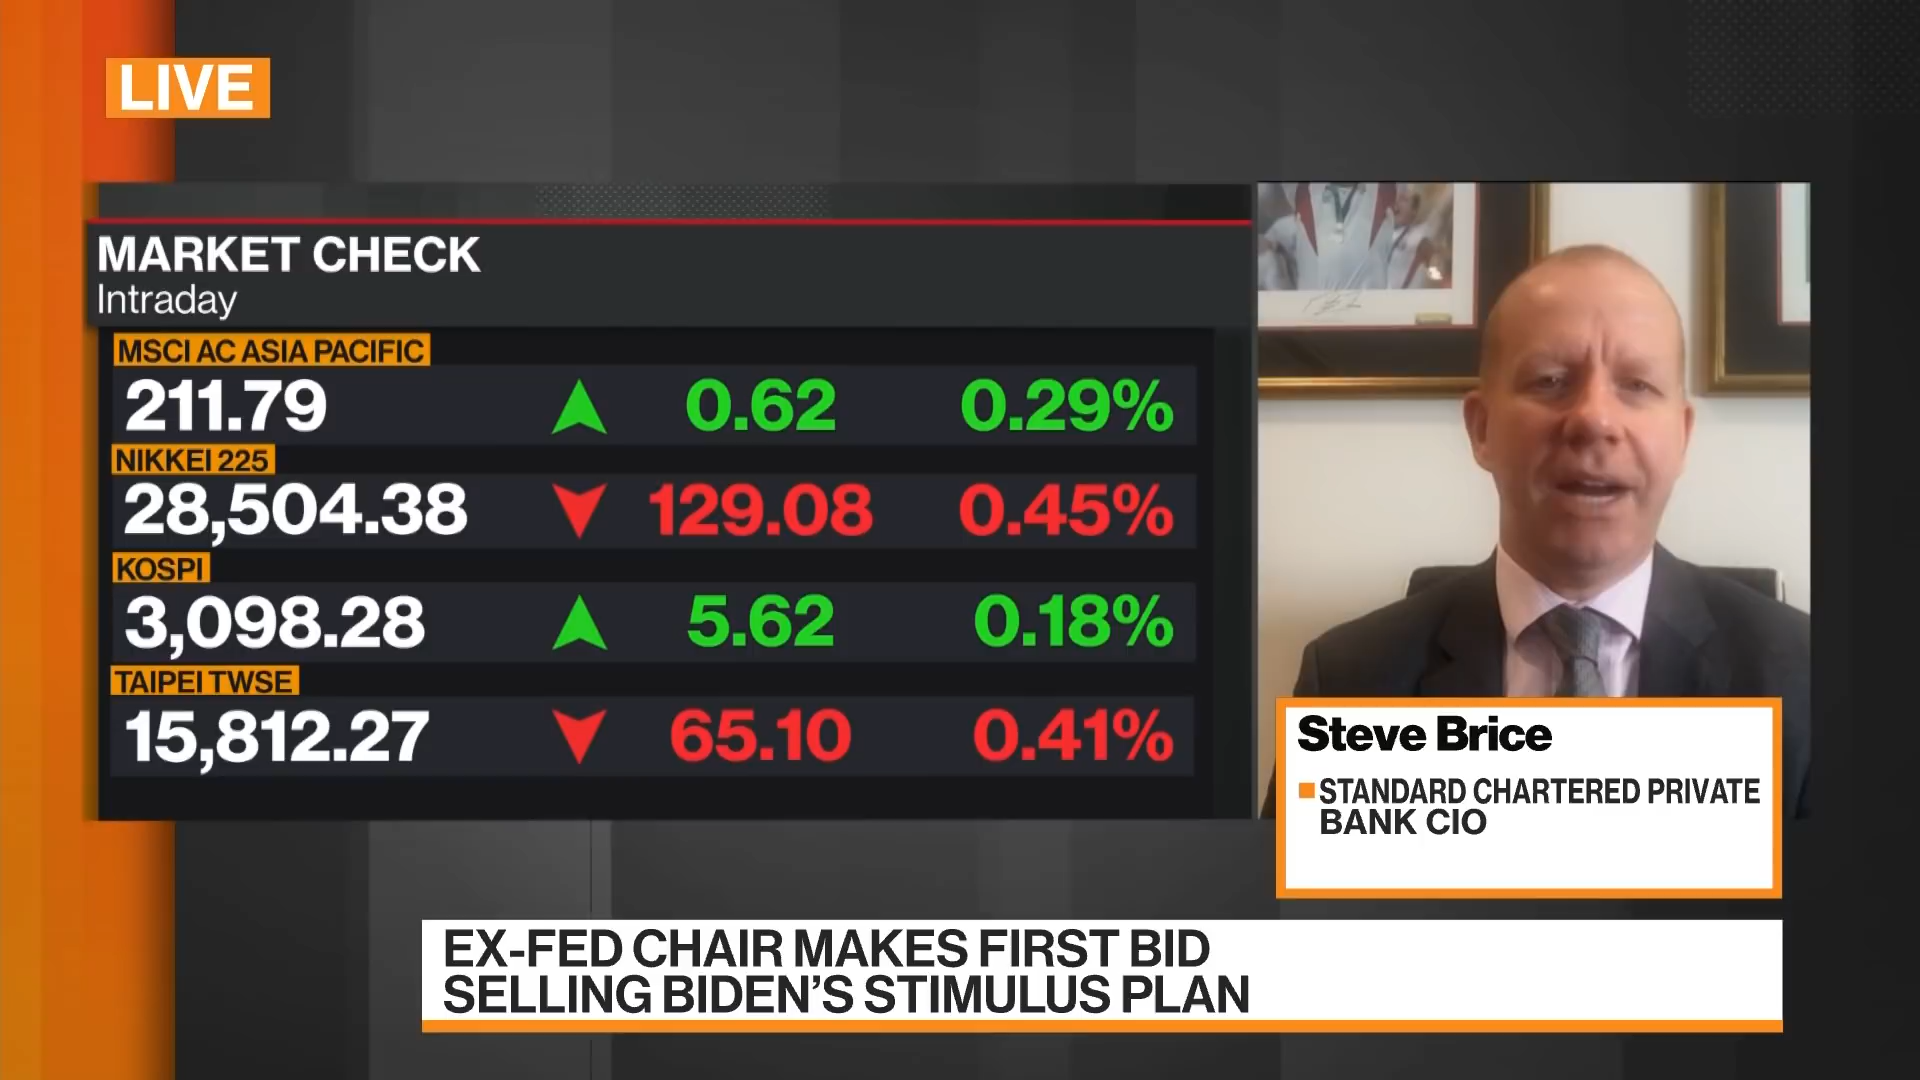 LIVE
MARKET CHECK
Intraday
MSCI AC ASIA PACIFIC
211.79 ▲ 0.62 0.29%
NIKKEI 225
28,504.38 ▼ 129.08 0.45%
KOSPI
3,098.28 ▲ 5.62 0.18%
TAIPEI TWSE
15,812.27 ▼ 65.10 0.41%
Steve Brice
STANDARD CHARTERED PRIVATE
BANK CIO
EX-FED CHAIR MAKES FIRST BID
SELLING BIDEN'S STIMULUS PLAN